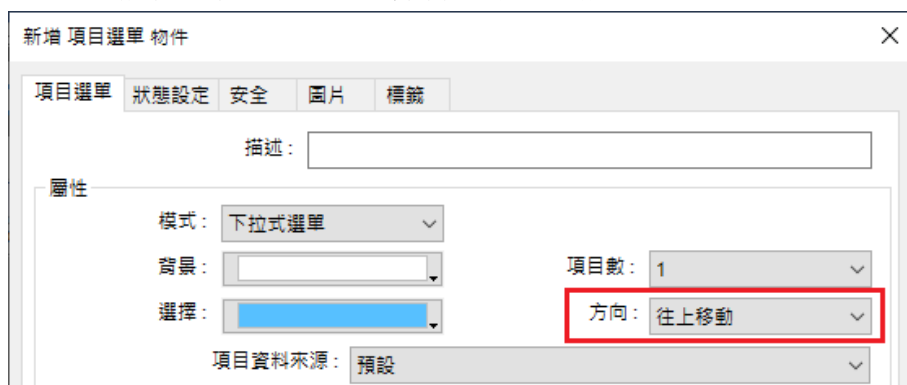 新增 項目選單 物件
項目選單 狀態設定 安全 圖片 標籤
描述 :
屬性
模式 : 下拉式選單
背景 : 項目數 : 1
選擇 : 方向 : 往上移動
項目資料來源 : 預設